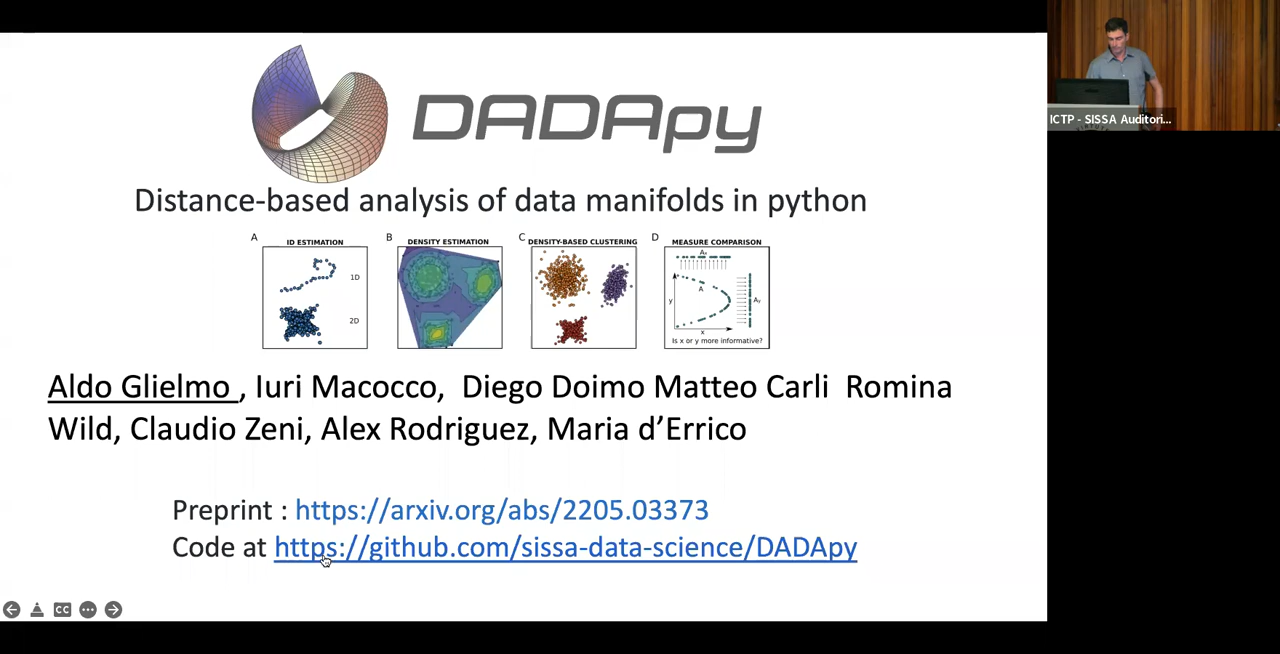 DADApy
Distance-based analysis of data manifolds in python
A ID ESTIMATION
1D
2D
B DENSITY ESTIMATION
C DENSITY-BASED CLUSTERING
D MEASURE COMPARISON
Aₓ
A
Aᵧ
y
x
Is x or y more informative?
Aldo Glielmo , Iuri Macocco, Diego Doimo Matteo Carli Romina
Wild, Claudio Zeni, Alex Rodriguez, Maria d’Errico
Preprint : https://arxiv.org/abs/2205.03373
Code at https://github.com/sissa-data-science/DADApy
CC
ICTP - SISSA Auditori...